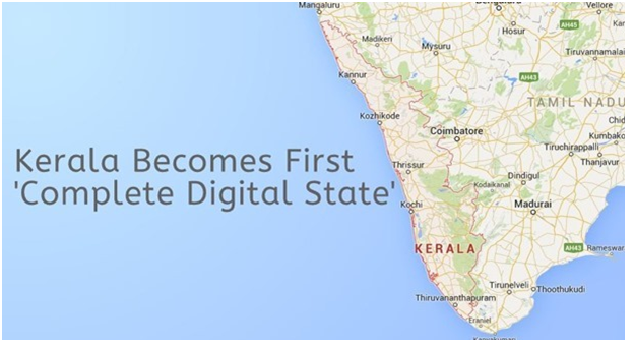 Mangaluru
Vellore
AH45
Hosur
Madikeri
Mysuru
Tiruvannamalai
AH43
Kannur
TAMIL NADU
Kozhikode
Coimbatore
Kumbako
Tiruchirappalli
Kerala Becomes First
'Complete Digital State'
Thrissur
Thanjavur
Dindigul
Kodaikanal
Kochi
Madurai
KERALA
AH43
Rameswar
Tirunelveli
Thoothukudi
Thiruvananthapuram
Eraniel